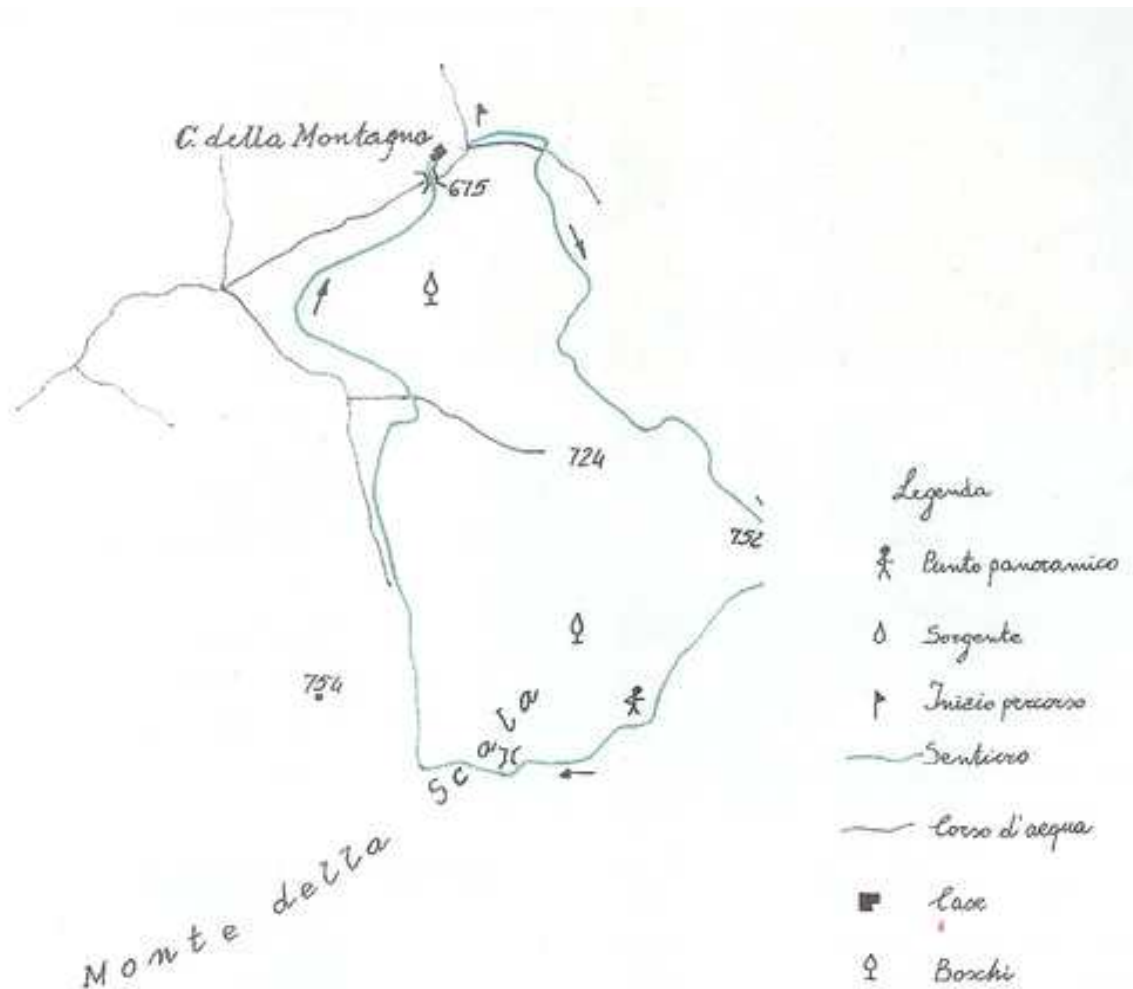 C. della Montagna
675
724
752
754
Monte della Scala
Legenda
Punto panoramico
Sorgente
Inizio percorso
Sentiero
Corso d'acqua
Case
Boschi